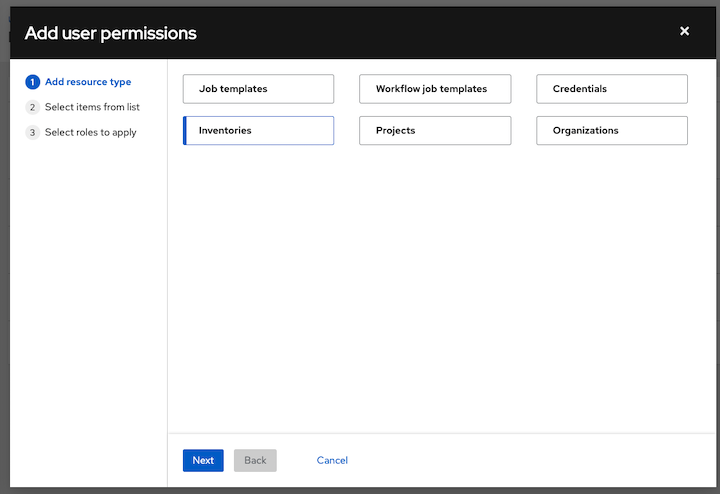 Add user permissions
1 Add resource type
2 Select items from list
3 Select roles to apply
Job templates
Workflow job templates
Credentials
Inventories
Projects
Organizations
Next
Back
Cancel